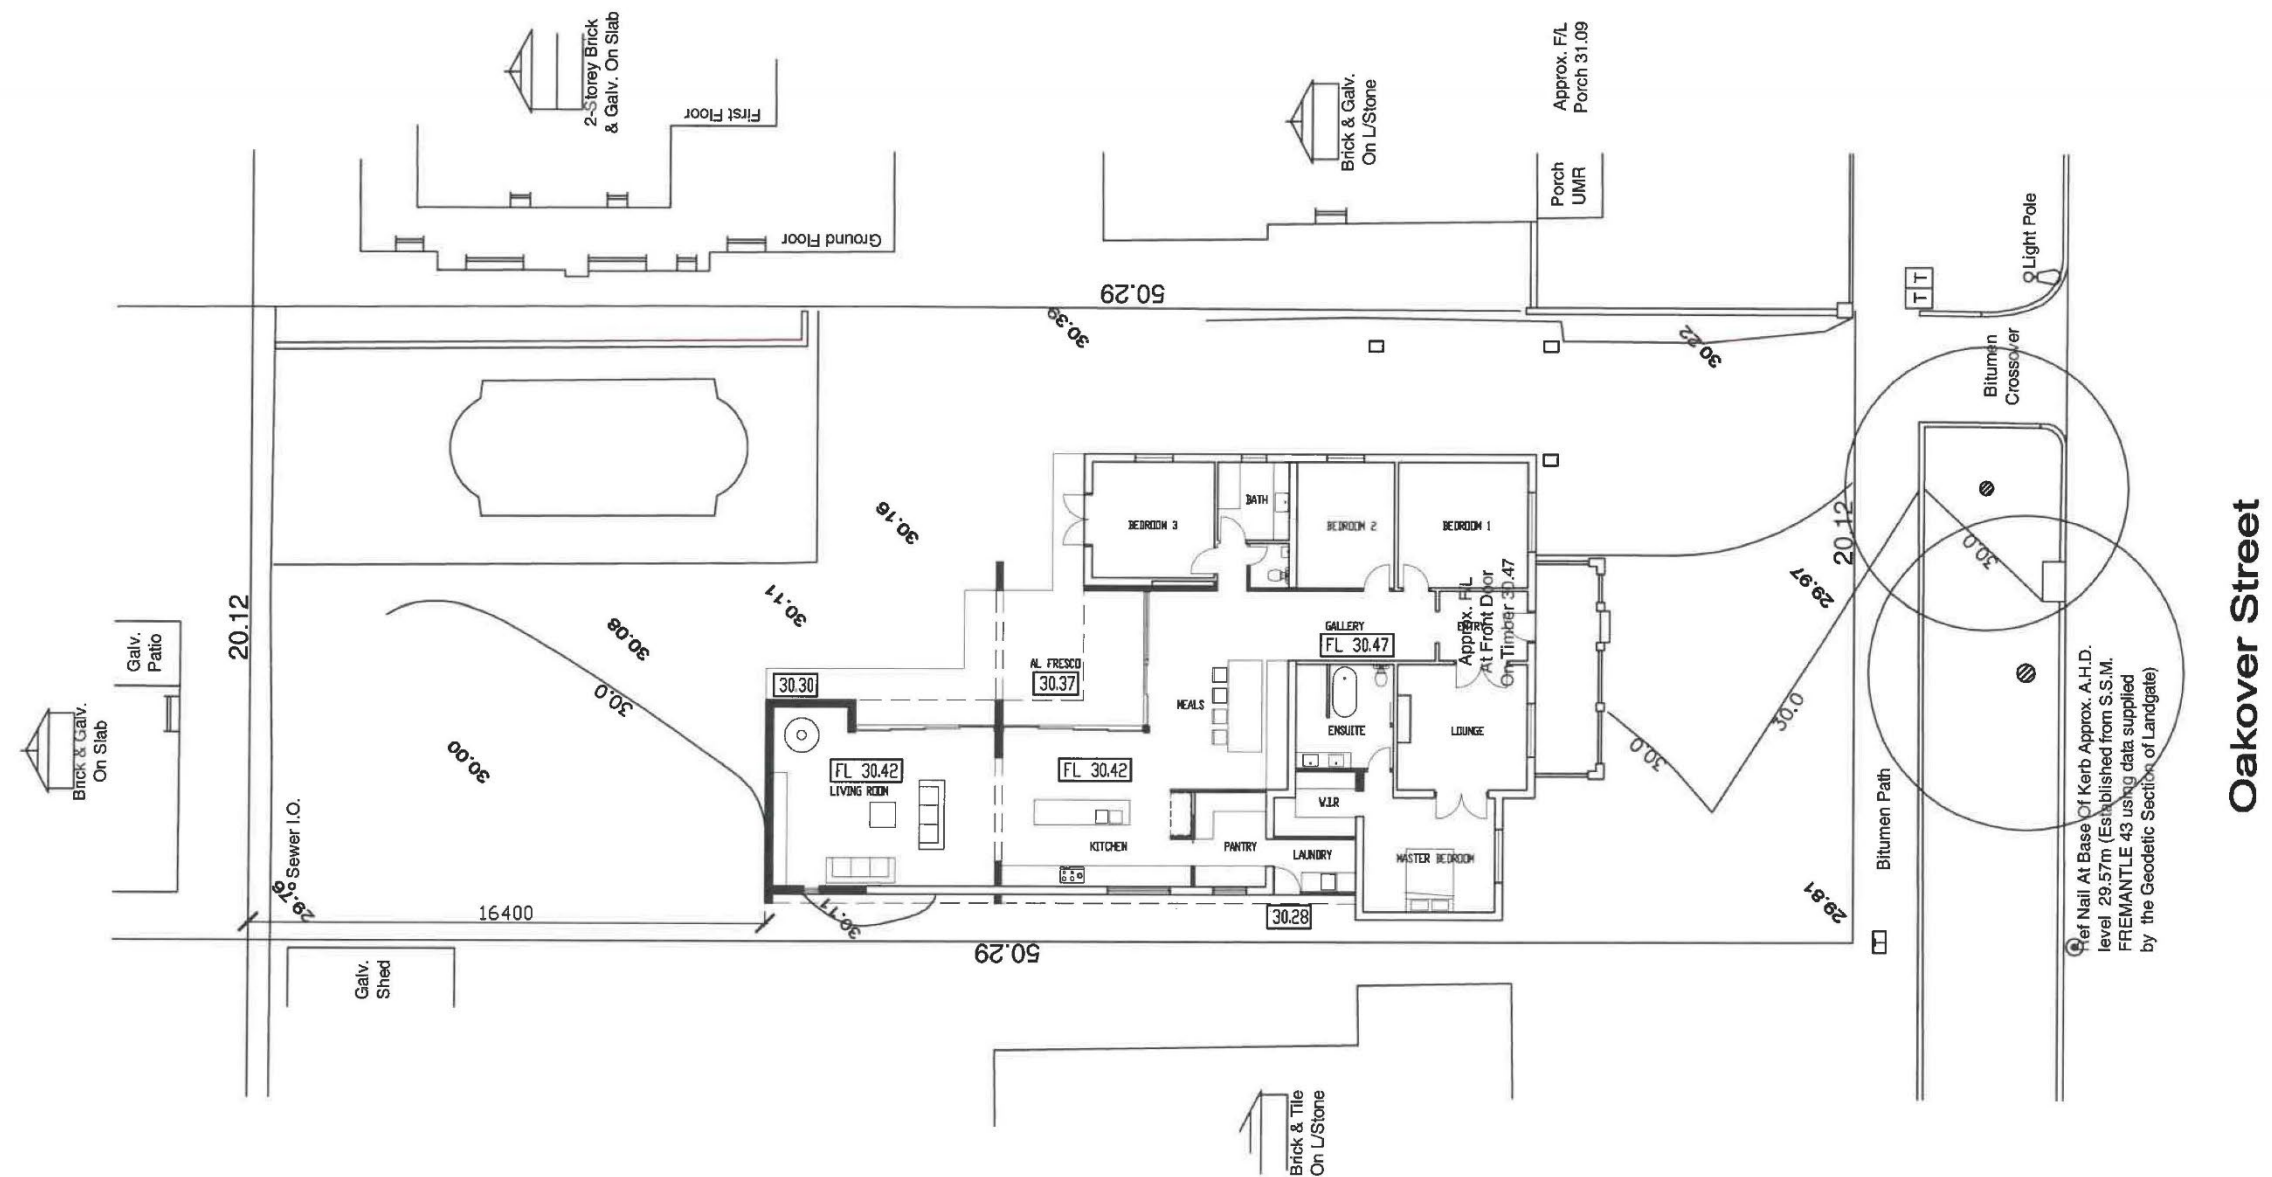 2-Storey Brick
& Galv. On Slab
First Floor
Ground Floor
Brick & Galv.
On L/Stone
Approx. F/L
Porch 31.09
Porch
UMR
Light Pole
T T
50.29
30.39
30.22
Bitumen
Crossover
30.16
30.11
30.08
30.0
30.00
20.12
Galv.
Patio
Brick & Galv.
On Slab
Sewer I.O.
29.76
16400
Galv.
Shed
BEDROOM 3
BATH
BEDROOM 2
BEDROOM 1
GALLERY
FL 30.47
ENTRY
Approx. F/L
At Front Door
On Timber 30.47
AL FRESCO
30.37
30.30
MEALS
ENSUITE
LOUNGE
FL 30.42
LIVING ROOM
FL 30.42
KITCHEN
PANTRY
W.I.R
LAUNDRY
MASTER BEDROOM
30.11
30.28
50.29
20.12
29.97
30.0
30.0
30.0
29.81
Bitumen Path
T
Ref Nail At Base Of Kerb Approx. A.H.D.
level 29.57m (Established from S.S.M.
FREMANTLE 43 using data supplied
by the Geodetic Section of Landgate)
Oakover Street
Brick & Tile
On L/Stone